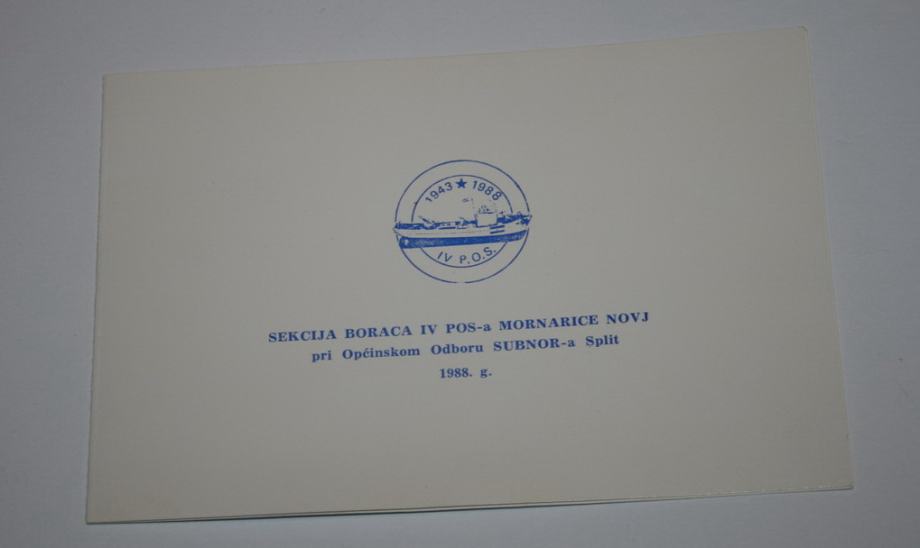 1943 ★ 1988
IV P.O.S.
SEKCIJA BORACA IV POS-a MORNARICE NOVJ
pri Općinskom Odboru SUBNOR-a Split
1988. g.